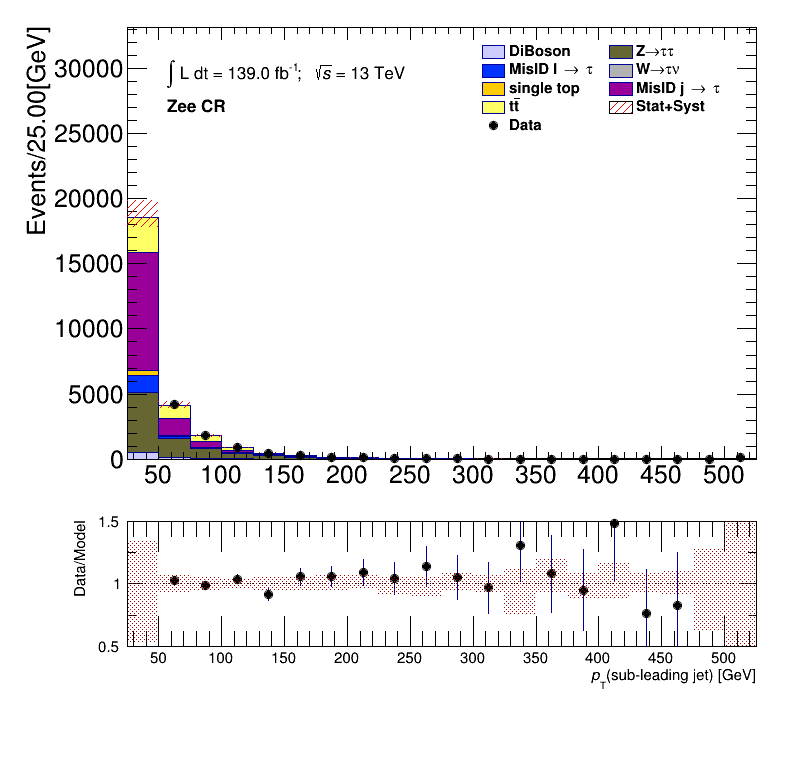 Events/25.00[GeV]
30000
25000
20000
15000
10000
5000
0
∫ L dt = 139.0 fb⁻¹; √s = 13 TeV
Zee CR
DiBoson
MisID l → τ
single top
tt̄
Data
Z→ττ
W→τν
MisID j → τ
Stat+Syst
50 100 150 200 250 300 350 400 450 500
Data/Model
1.5
1
0.5
50 100 150 200 250 300 350 400 450 500
p_T(sub-leading jet) [GeV]